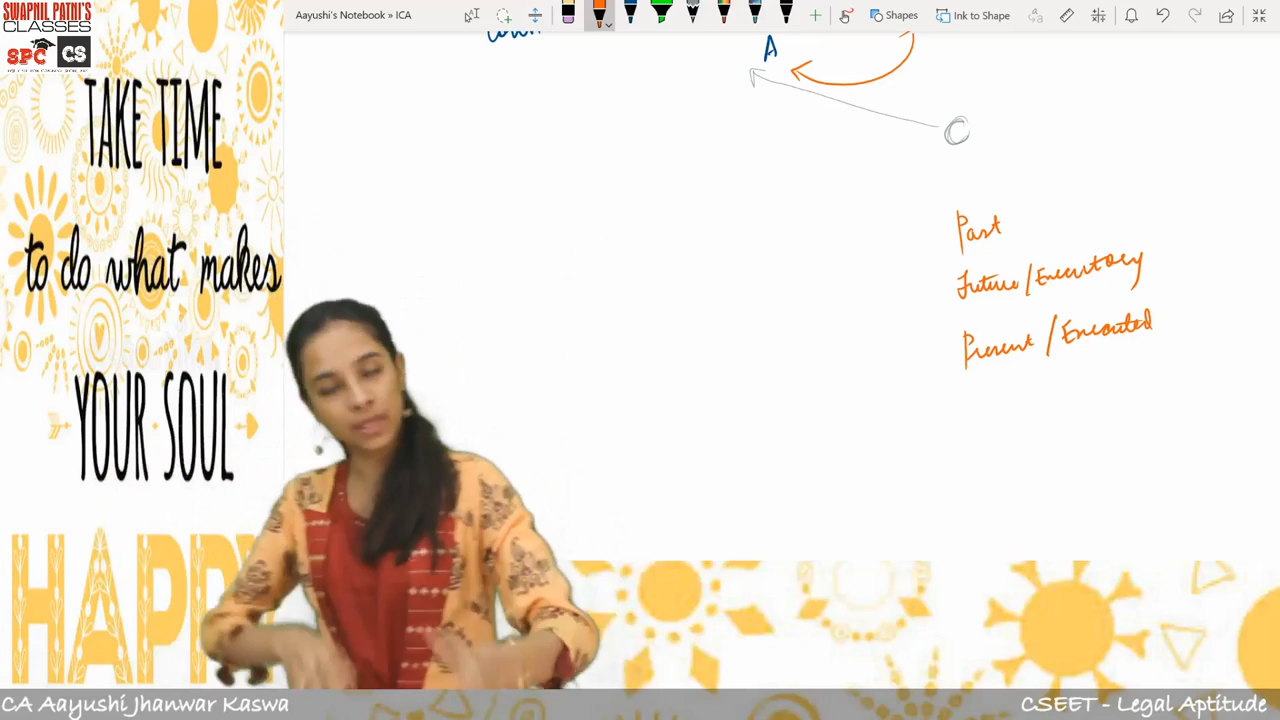 SWAPNIL PATNI'S
CLASSES
SPC CS
Aayushi's Notebook » ICA
Shapes
Ink to Shape
A
C
TAKE TIME
to do what makes
YOUR SOUL
HAPPY
Past
Future/Executory
Present/Executed
CA Aayushi Jhanwar Kaswa
CSEET - Legal Aptitude